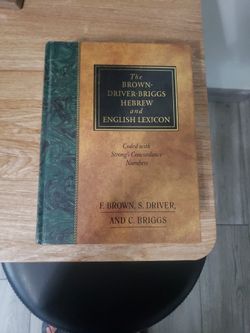 The
BROWN-
DRIVER-BRIGGS
HEBREW
and
ENGLISH LEXICON
Coded with
Strong's Concordance
Numbers
F. BROWN, S. DRIVER,
AND C. BRIGGS